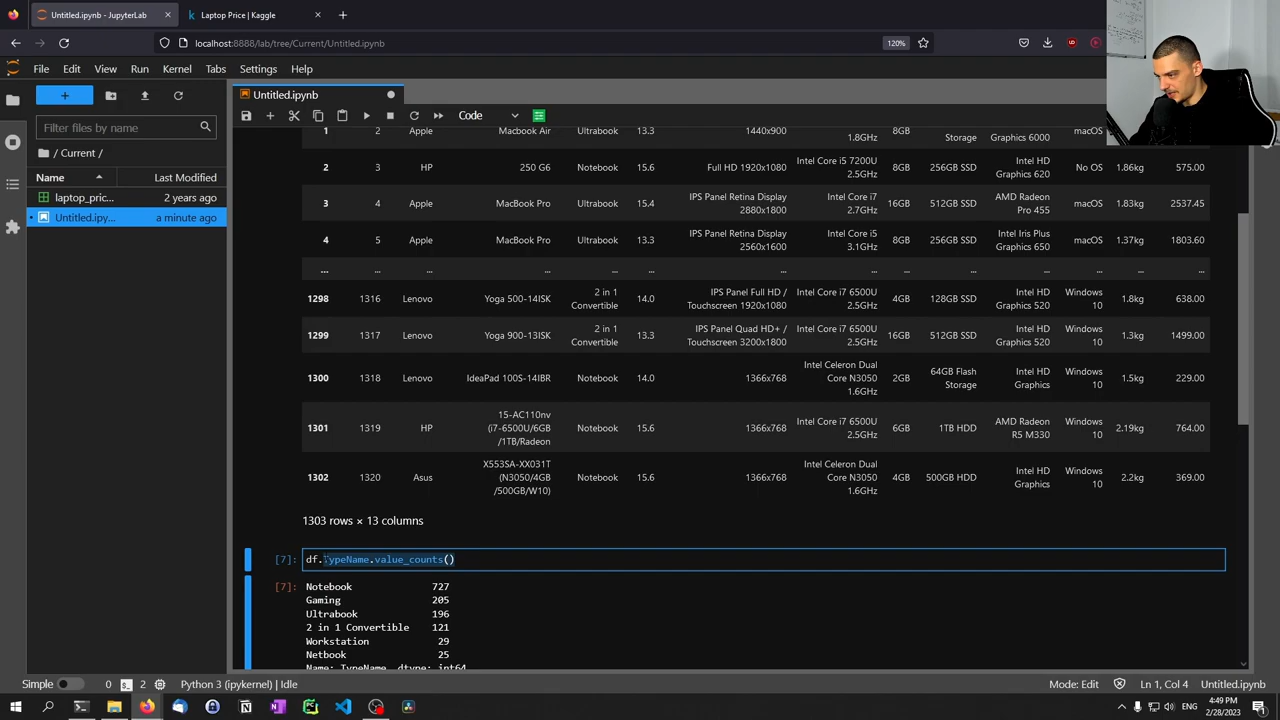 Untitled.ipynb - JupyterLab
Laptop Price | Kaggle
localhost:8888/lab/tree/Current/Untitled.ipynb
120%
File Edit View Run Kernel Tabs Settings Help
Untitled.ipynb
Code
Filter files by name
/ Current /
Name Last Modified
laptop_pric... 2 years ago
Untitled.ipy... a minute ago
1 2 Apple Macbook Air Ultrabook 13.3 1440x900 1.8GHz 8GB Storage Graphics 6000 macOS
2 3 HP 250 G6 Notebook 15.6 Full HD 1920x1080 Intel Core i5 7200U 2.5GHz 8GB 256GB SSD Intel HD Graphics 620 No OS 1.86kg 575.00
3 4 Apple MacBook Pro Ultrabook 15.4 IPS Panel Retina Display 2880x1800 Intel Core i7 2.7GHz 16GB 512GB SSD AMD Radeon Pro 455 macOS 1.83kg 2537.45
4 5 Apple MacBook Pro Ultrabook 13.3 IPS Panel Retina Display 2560x1600 Intel Core i5 3.1GHz 8GB 256GB SSD Intel Iris Plus Graphics 650 macOS 1.37kg 1803.60
... ... ... ... ... ... ... ... ... ... ... ... ... ...
1298 1316 Lenovo Yoga 500-14ISK 2 in 1 Convertible 14.0 IPS Panel Full HD / Touchscreen 1920x1080 Intel Core i7 6500U 2.5GHz 4GB 128GB SSD Intel HD Graphics 520 Windows 10 1.8kg 638.00
1299 1317 Lenovo Yoga 900-13ISK 2 in 1 Convertible 13.3 IPS Panel Quad HD+ / Touchscreen 3200x1800 Intel Core i7 6500U 2.5GHz 16GB 512GB SSD Intel HD Graphics 520 Windows 10 1.3kg 1499.00
1300 1318 Lenovo IdeaPad 100S-14IBR Notebook 14.0 1366x768 Intel Celeron Dual Core N3050 1.6GHz 2GB 64GB Flash Storage Intel HD Graphics Windows 10 1.5kg 229.00
1301 1319 HP 15-AC110nv (i7-6500U/6GB /1TB/Radeon Notebook 15.6 1366x768 Intel Core i7 6500U 2.5GHz 6GB 1TB HDD AMD Radeon R5 M330 Windows 10 2.19kg 764.00
1302 1320 Asus X553SA-XX031T (N3050/4GB /500GB/W10) Notebook 15.6 1366x768 Intel Celeron Dual Core N3050 1.6GHz 4GB 500GB HDD Intel HD Graphics Windows 10 2.2kg 369.00
1303 rows × 13 columns
[7]: df.TypeName.value_counts()
[7]: Notebook 727
Gaming 205
Ultrabook 196
2 in 1 Convertible 121
Workstation 29
Netbook 25
Name: TypeName, dtype: int64
Simple 0 2 Python 3 (ipykernel) | Idle Mode: Edit Ln 1, Col 4 Untitled.ipynb
ENG 4:49 PM
2/28/2023